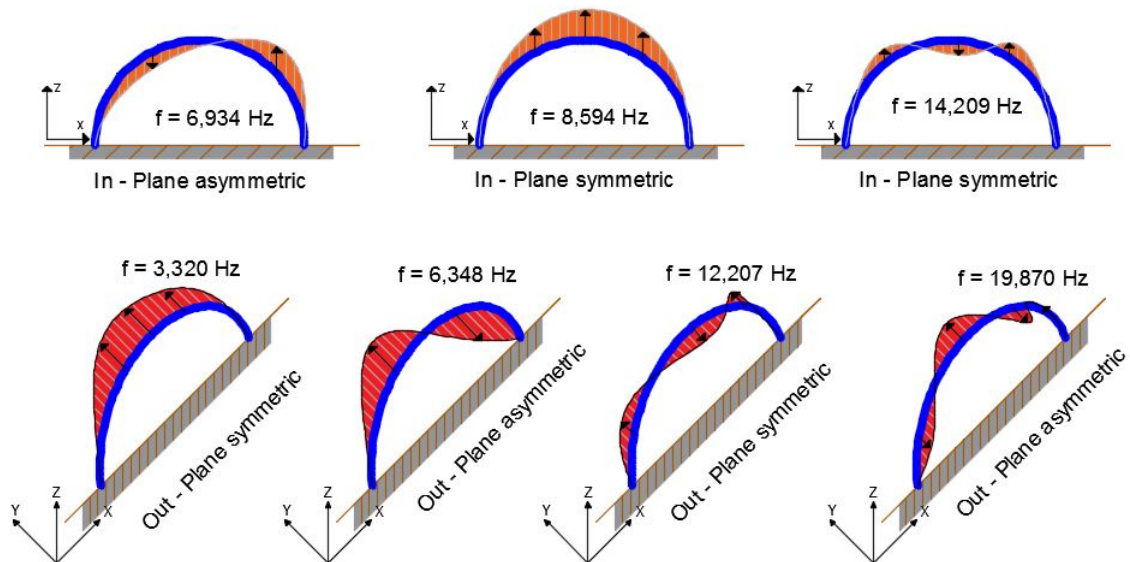 Z
X
f = 6,934 Hz
In - Plane asymmetric
Z
X
f = 8,594 Hz
In - Plane symmetric
Z
X
f = 14,209 Hz
In - Plane symmetric
f = 3,320 Hz
Out - Plane symmetric
Y
Z
X
f = 6,348 Hz
Out - Plane asymmetric
Y
Z
X
f = 12,207 Hz
Out - Plane symmetric
Y
Z
X
f = 19,870 Hz
Out - Plane asymmetric
Y
Z
X